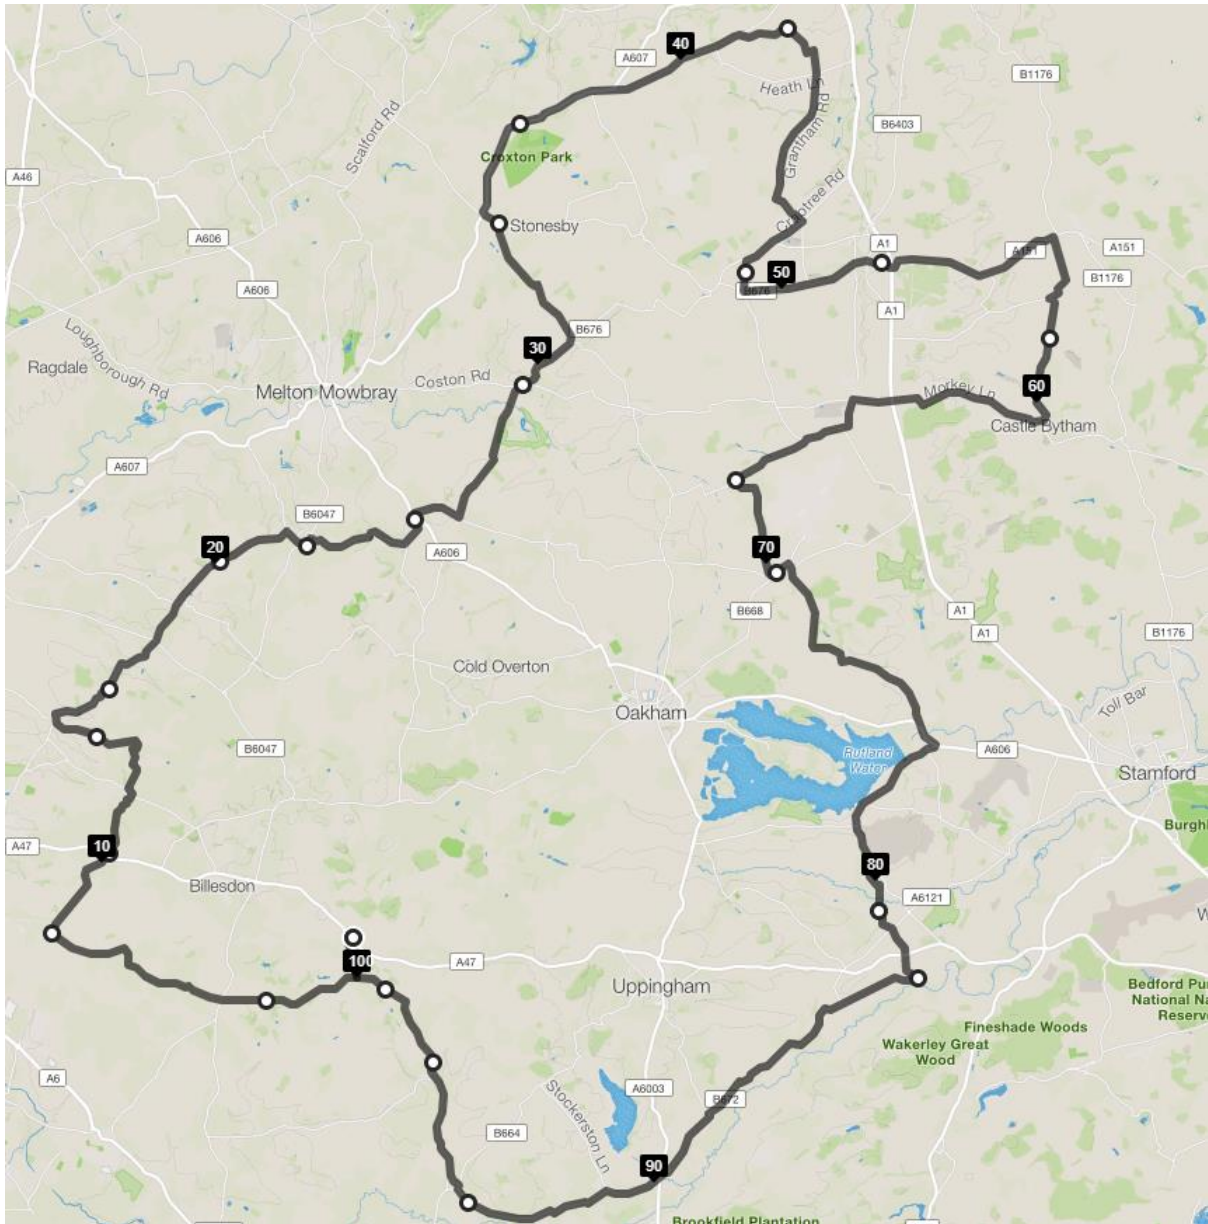 40
A607
B1176
Heath Ln
B6403
Scalford Rd
Grantham Rd
Croxton Park
A46
Crabtree Rd
Stonesby
A606
A1
A151
A151
50
B1176
A606
B676
A1
Loughborough Rd
B676
30
Ragdale
Coston Rd
Melton Mowbray
60
Morkey Ln
Castle Bytham
A607
B6047
20
A606
70
B668
A1
A1
B1176
Cold Overton
Toll Bar
Oakham
B6047
Rutland
Water
A606
Stamford
Burghl
A47
10
80
Billesdon
A6121
W
100
A47
Uppingham
Bedford Pu
National Na
Reserv
Fineshade Woods
Wakerley Great
Wood
A6
Stockerston Ln
A6003
B672
B664
90
Brookfield Plantation